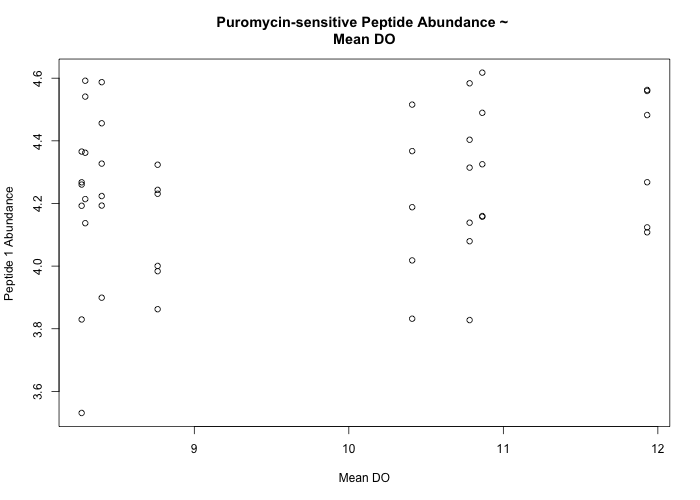 Puromycin-sensitive Peptide Abundance ~
Mean DO
Peptide 1 Abundance
4.6
4.4
4.2
4.0
3.8
3.6
9
10
11
12
Mean DO